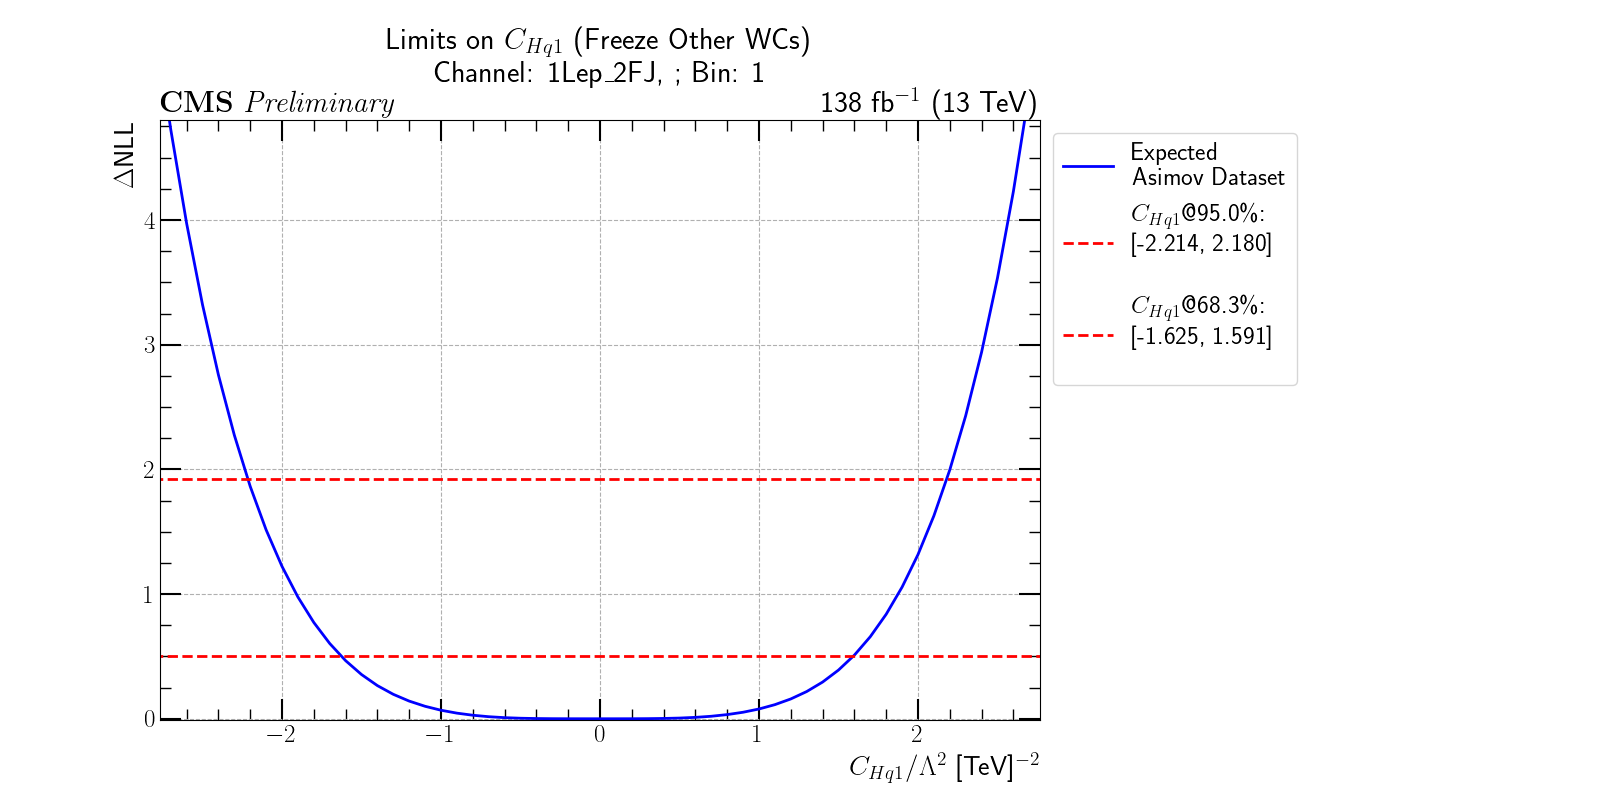 Limits on C_{Hq1} (Freeze Other WCs)
Channel: 1Lep_2FJ, ; Bin: 1
CMS Preliminary
138 fb^{-1} (13 TeV)
ΔNLL
4
3
2
1
0
−2
−1
0
1
2
C_{Hq1}/Λ^2 [TeV]^{−2}
Expected
Asimov Dataset
C_{Hq1}@95.0%:
[-2.214, 2.180]
C_{Hq1}@68.3%:
[-1.625, 1.591]